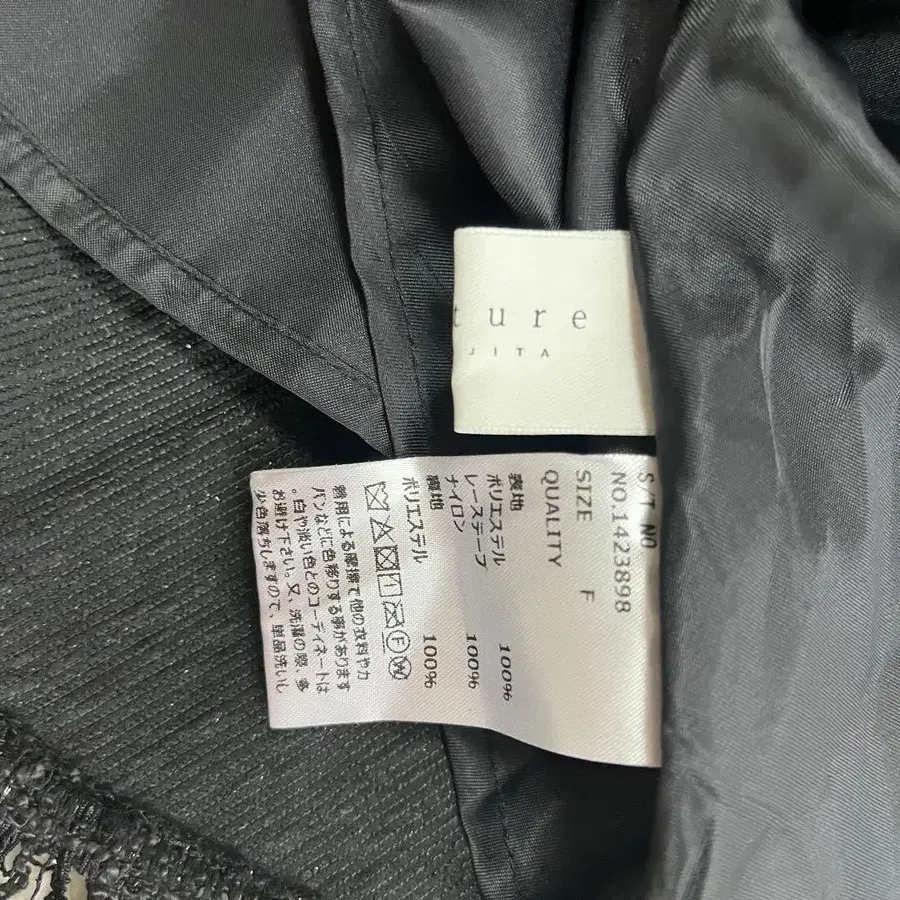 ture
JITA
S/T NO
NO.1423898
SIZE F
QUALITY
表地
ポリエステル 100%
レーステープ 100%
ナイロン
裏地
ポリエステル 100%
F W
着用による摩擦で他の衣料や力
バンなどに色移りする事があります
。白や淡い色とのコーディネートは
お避け下さい。又、洗濯の際、多
少色落ちしますので、単品洗いし